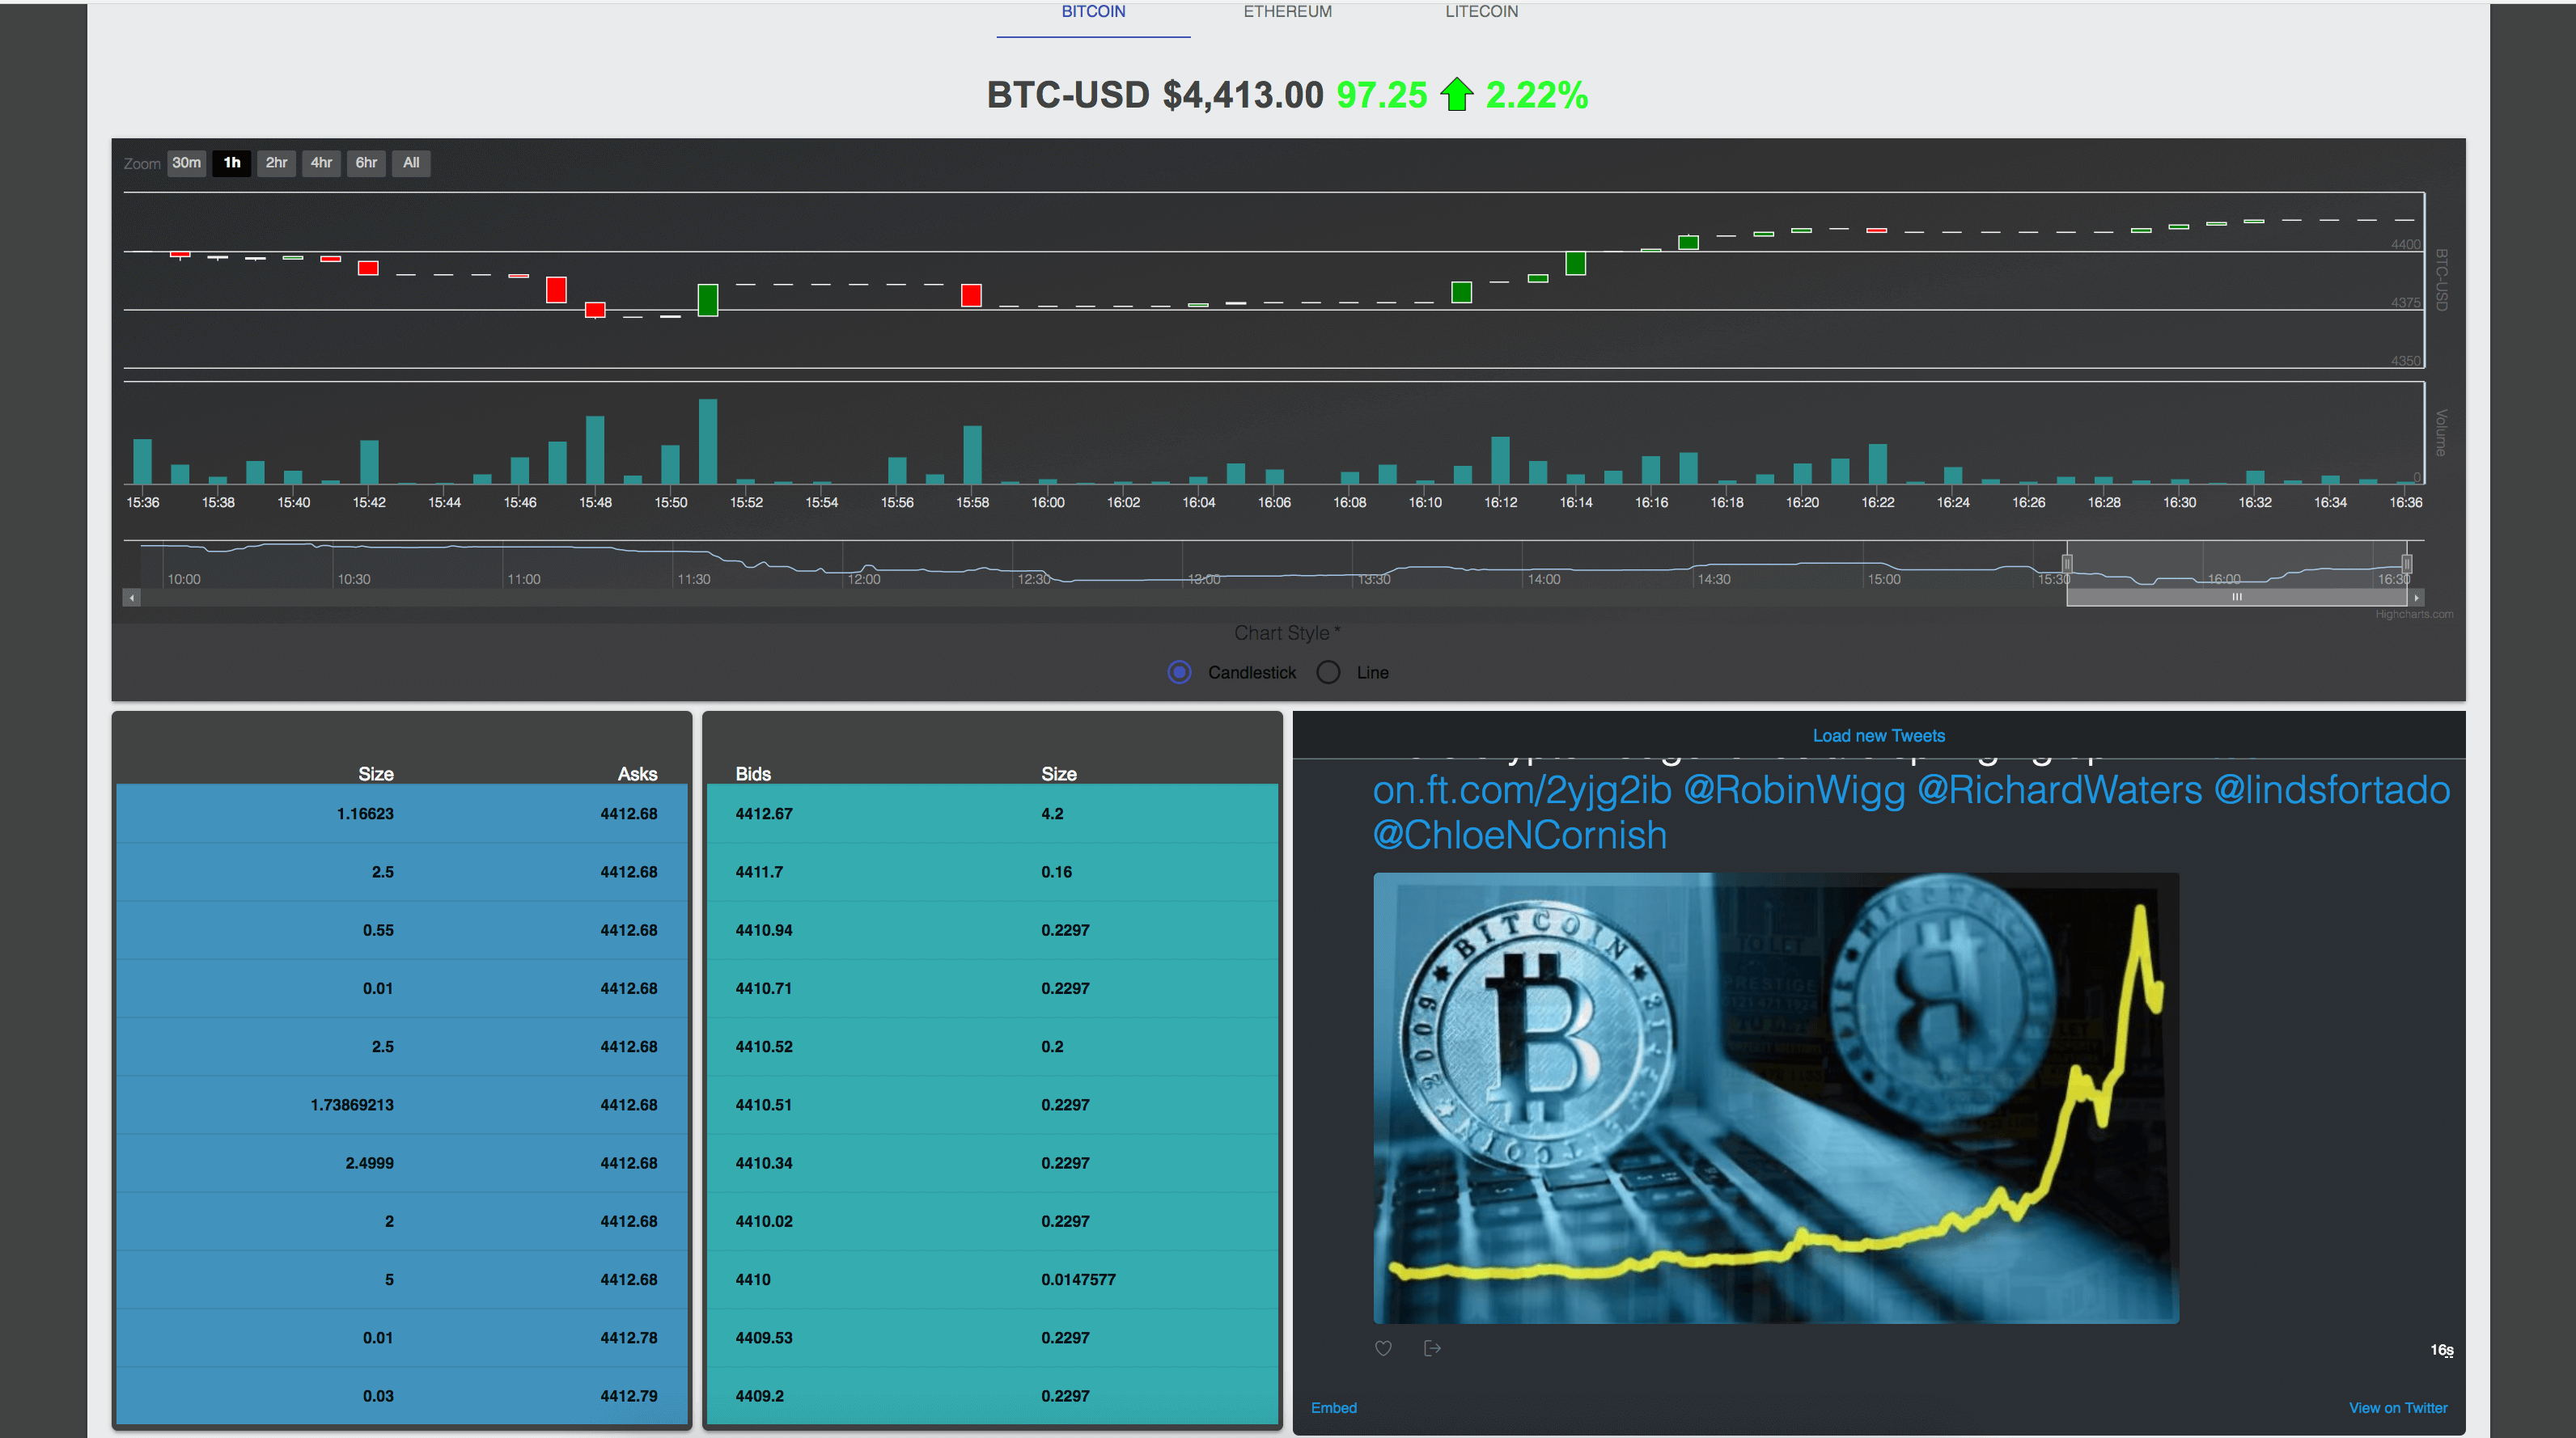 BITCOIN ETHEREUM LITECOIN
BTC-USD $4,413.00 97.25 2.22%
Zoom 30m 1h 2hr 4hr 6hr All
4400
4375
4350
BTC-USD
Volume
0
15:36 15:38 15:40 15:42 15:44 15:46 15:48 15:50 15:52 15:54 15:56 15:58 16:00 16:02 16:04 16:06 16:08 16:10 16:12 16:14 16:16 16:18 16:20 16:22 16:24 16:26 16:28 16:30 16:32 16:34 16:36
10:00 10:30 11:00 11:30 12:00 12:30 13:00 13:30 14:00 14:30 15:00 15:30 16:00 16:30
Highcharts.com
Chart Style *
Candlestick Line
Size Asks
1.16623 4412.68
2.5 4412.68
0.55 4412.68
0.01 4412.68
2.5 4412.68
1.73869213 4412.68
2.4999 4412.68
2 4412.68
5 4412.68
0.01 4412.78
0.03 4412.79
Bids Size
4412.67 4.2
4411.7 0.16
4410.94 0.2297
4410.71 0.2297
4410.52 0.2
4410.51 0.2297
4410.34 0.2297
4410.02 0.2297
4410 0.0147577
4409.53 0.2297
4409.2 0.2297
Load new Tweets
on.ft.com/2yjg2ib @RobinWigg @RichardWaters @lindsfortado
@ChloeNCornish
BITCOIN
2009
BITCOIN
TO LET
PRESTIGE
TO LET
16s
Embed View on Twitter